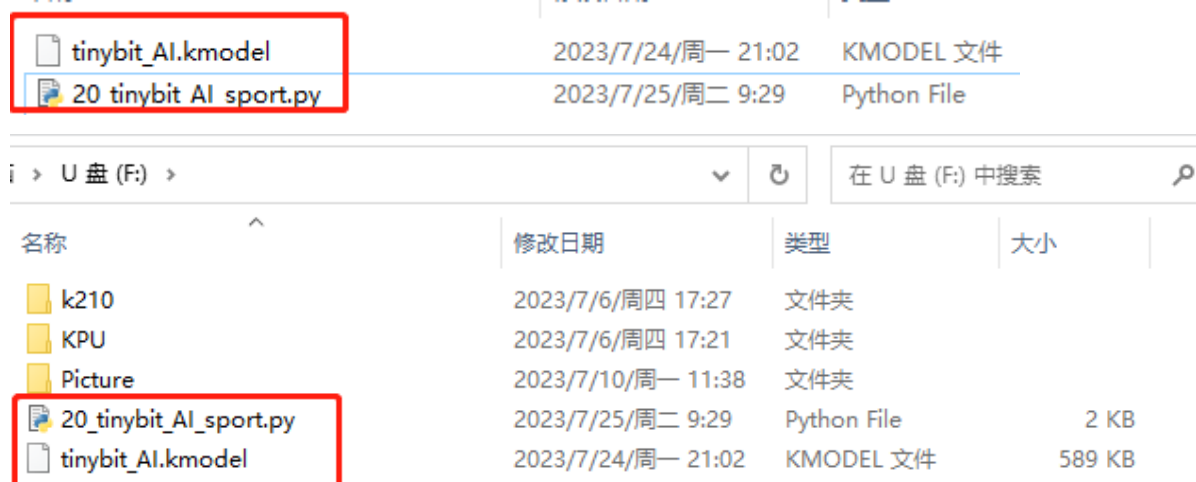 tinybit_AI.kmodel 2023/7/24/周一 21:02 KMODEL 文件
20_tinybit_AI_sport.py 2023/7/25/周二 9:29 Python File
› U 盘 (F:) › 在 U 盘 (F:) 中搜索
名称 修改日期 类型 大小
k210 2023/7/6/周四 17:27 文件夹
KPU 2023/7/6/周四 17:21 文件夹
Picture 2023/7/10/周一 11:38 文件夹
20_tinybit_AI_sport.py 2023/7/25/周二 9:29 Python File 2 KB
tinybit_AI.kmodel 2023/7/24/周一 21:02 KMODEL 文件 589 KB